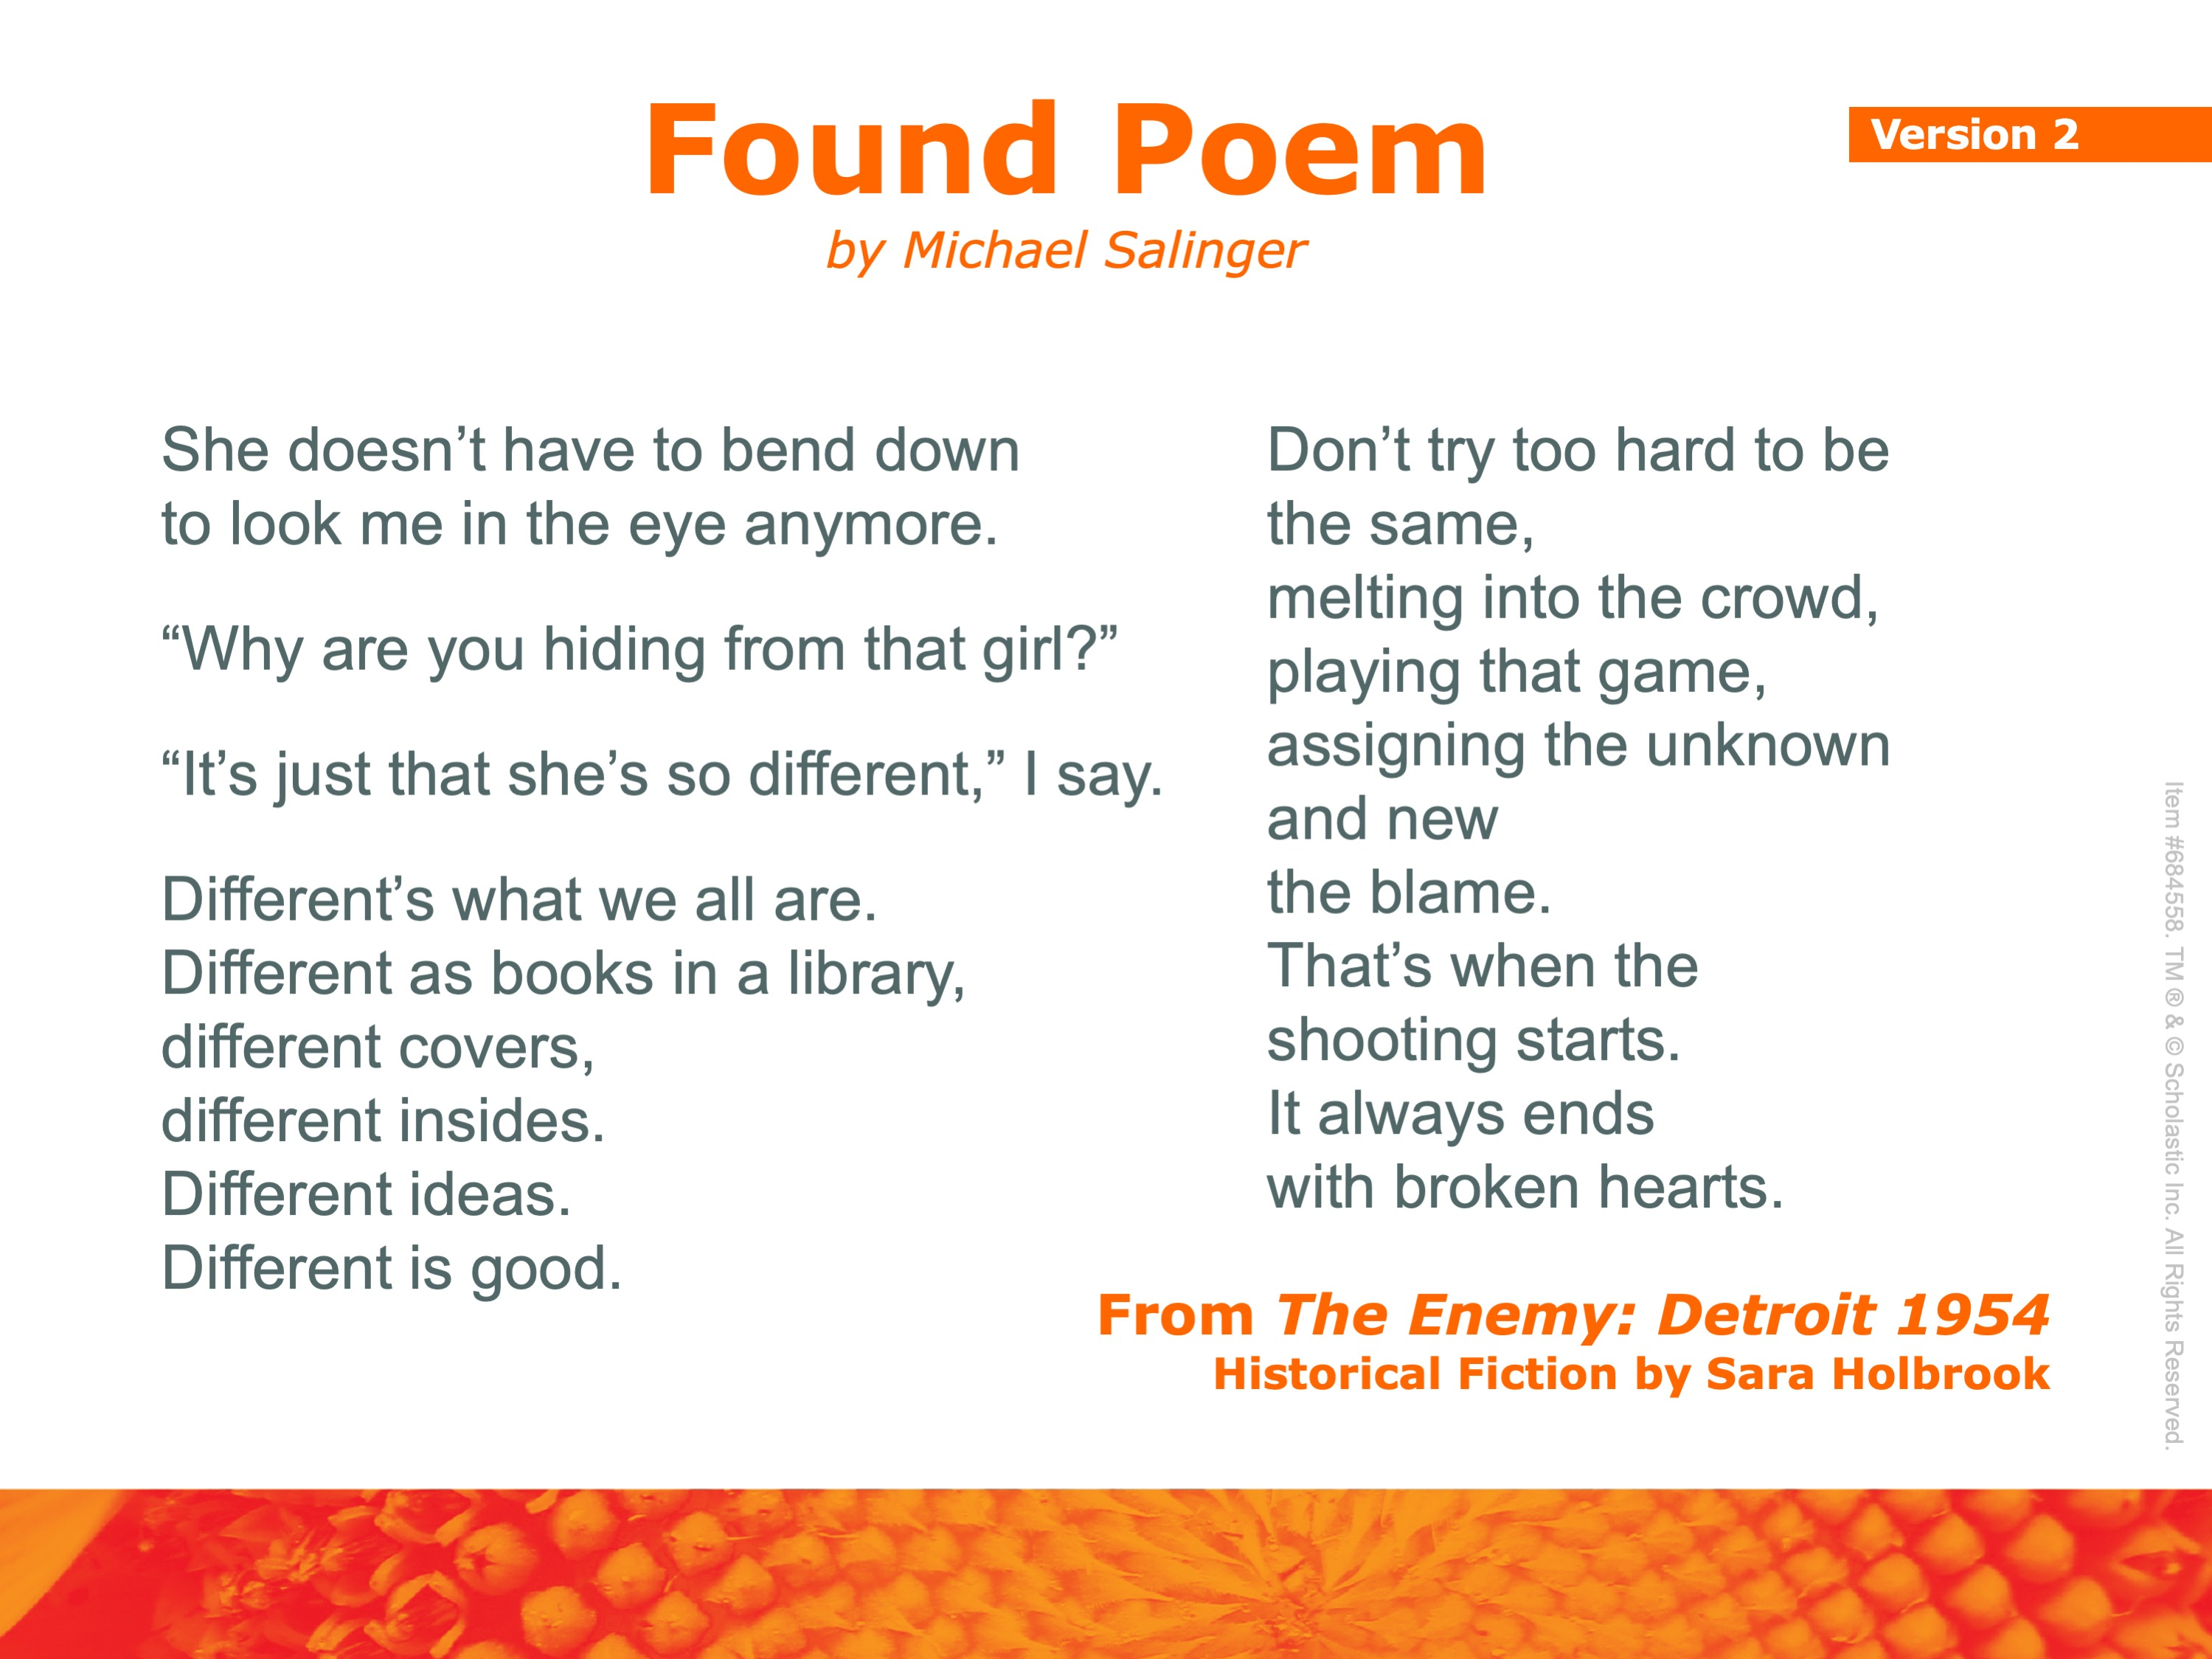 Found Poem
Version 2
by Michael Salinger
She doesn’t have to bend down
to look me in the eye anymore.
“Why are you hiding from that girl?”
“It’s just that she’s so different,” I say.
Different’s what we all are.
Different as books in a library,
different covers,
different insides.
Different ideas.
Different is good.
Don’t try too hard to be
the same,
melting into the crowd,
playing that game,
assigning the unknown
and new
the blame.
That’s when the
shooting starts.
It always ends
with broken hearts.
From The Enemy: Detroit 1954
Historical Fiction by Sara Holbrook
Item #684558. TM ® & © Scholastic Inc. All Rights Reserved.